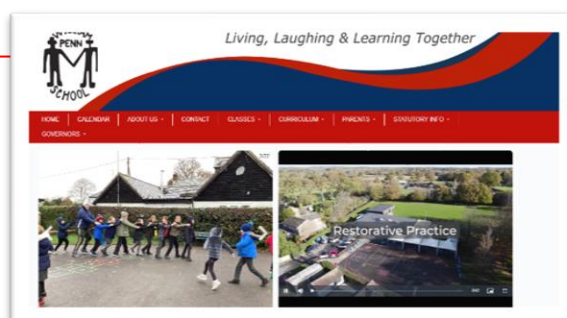 WILLIAM
PENN
SCHOOL
Living, Laughing & Learning Together
HOME CALENDAR ABOUT US CONTACT CLASSES CURRICULUM PARENTS STATUTORY INFO
GOVERNORS
Restorative Practice